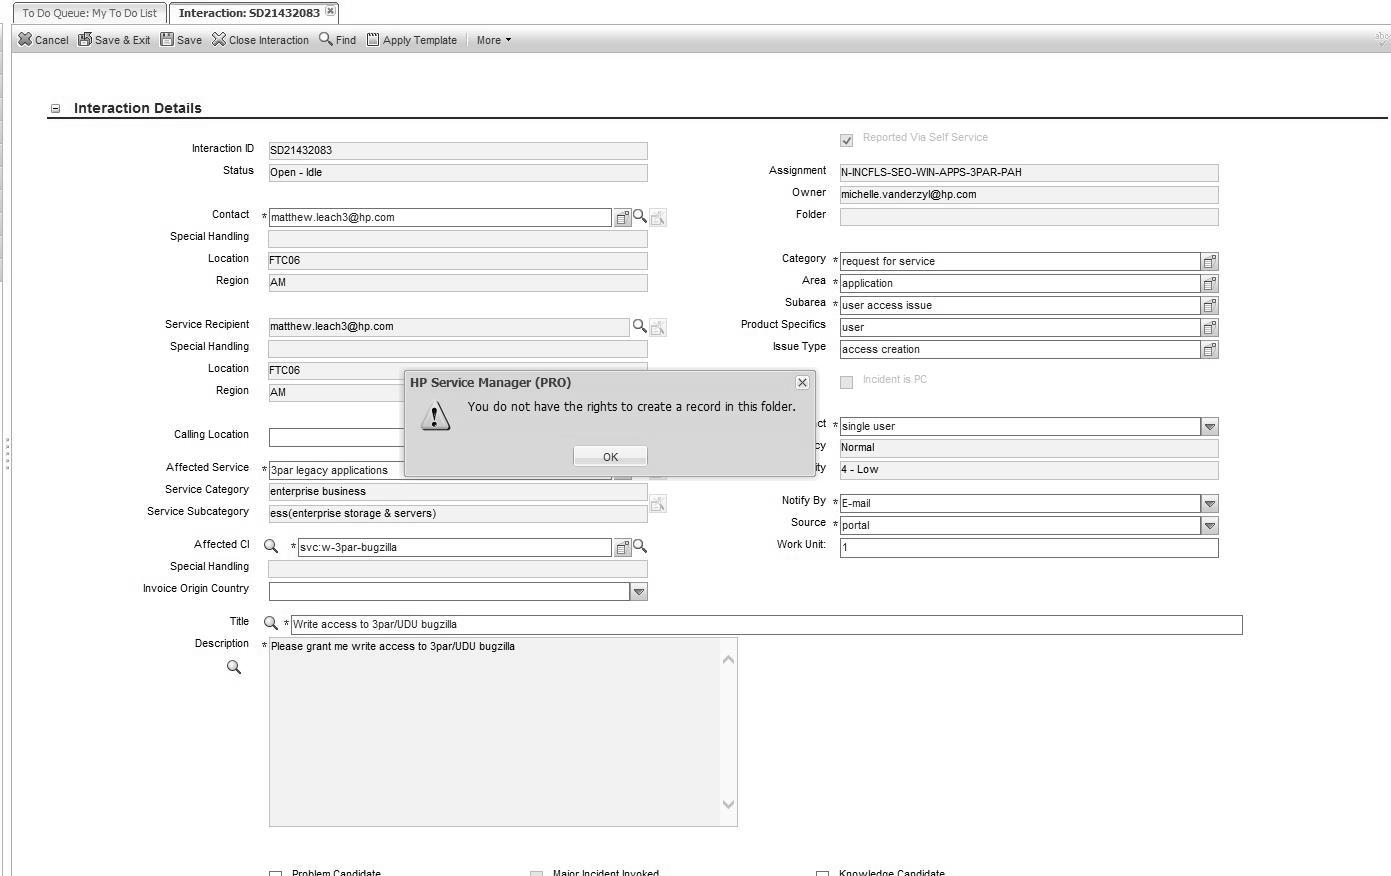 To Do Queue: My To Do List
Interaction: SD21432083
Cancel Save & Exit Save Close Interaction Find Apply Template More
Interaction Details
Reported Via Self Service
Interaction ID SD21432083
Status Open - Idle
Assignment N-INCFLS-SEO-WIN-APPS-3PAR-PAH
Owner michelle.vanderzyl@hp.com
Contact * matthew.leach3@hp.com
Folder
Special Handling
Location FTC06
Category * request for service
Region AM
Area * application
Subarea * user access issue
Service Recipient matthew.leach3@hp.com
Product Specifics user
Special Handling
Issue Type access creation
Location FTC06
Incident is PC
Region AM
HP Service Manager (PRO)
You do not have the rights to create a record in this folder.
OK
ct * single user
Calling Location
cy Normal
Affected Service * 3par legacy applications
ity 4 - Low
Service Category enterprise business
Notify By * E-mail
Service Subcategory ess(enterprise storage & servers)
Source * portal
Affected CI * svc:w-3par-bugzilla
Work Unit: 1
Special Handling
Invoice Origin Country
Title * Write access to 3par/UDU bugzilla
Description * Please grant me write access to 3par/UDU bugzilla
Problem Candidate
Major Incident Invoked
Knowledge Candidate